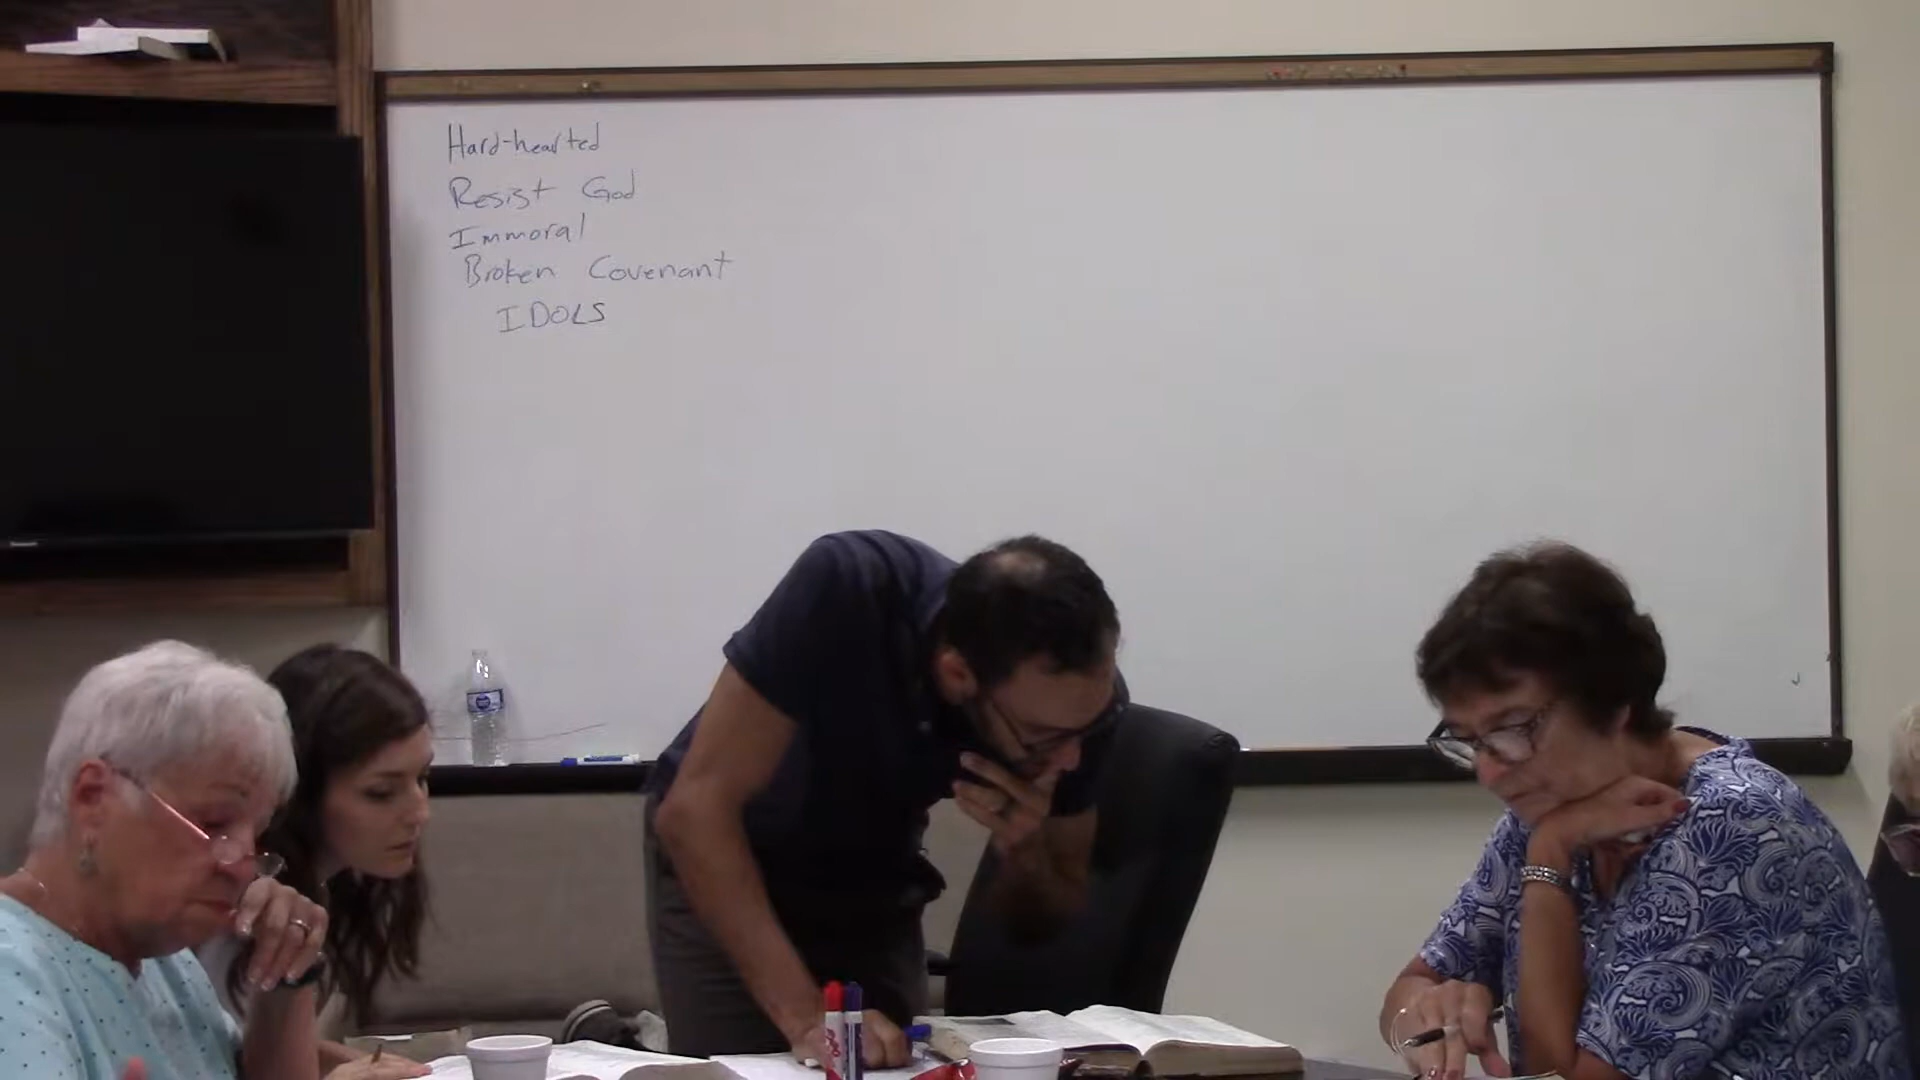 Hard-hearted
Resist God
Immoral
Broken Covenant
IDOLS